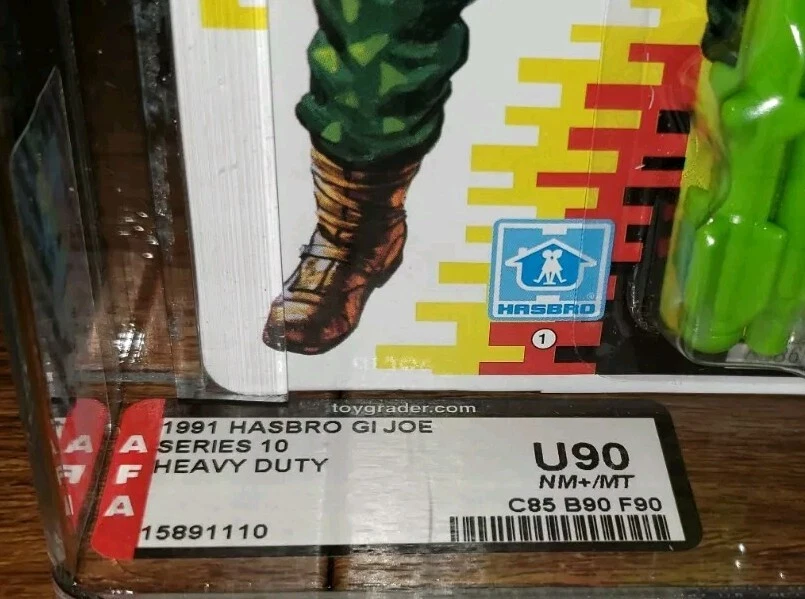 HASBRO
1
toygrader.com
1991 HASBRO GI JOE
SERIES 10
HEAVY DUTY
15891110
AFA
U90
NM+/MT
C85 B90 F90